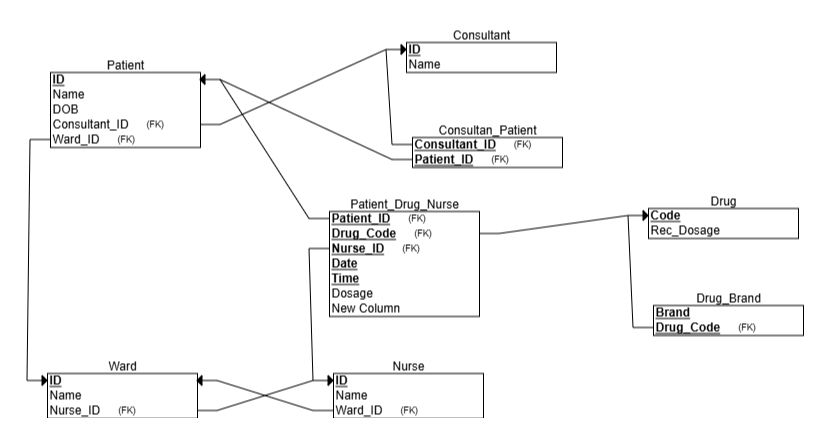 Consultant
ID
Name
Patient
ID
Name
DOB
Consultant_ID (FK)
Ward_ID (FK)
Consultan_Patient
Consultant_ID (FK)
Patient_ID (FK)
Patient_Drug_Nurse
Patient_ID (FK)
Drug_Code (FK)
Nurse_ID (FK)
Date
Time
Dosage
New Column
Drug
Code
Rec_Dosage
Drug_Brand
Brand
Drug_Code (FK)
Ward
ID
Name
Nurse_ID (FK)
Nurse
ID
Name
Ward_ID (FK)